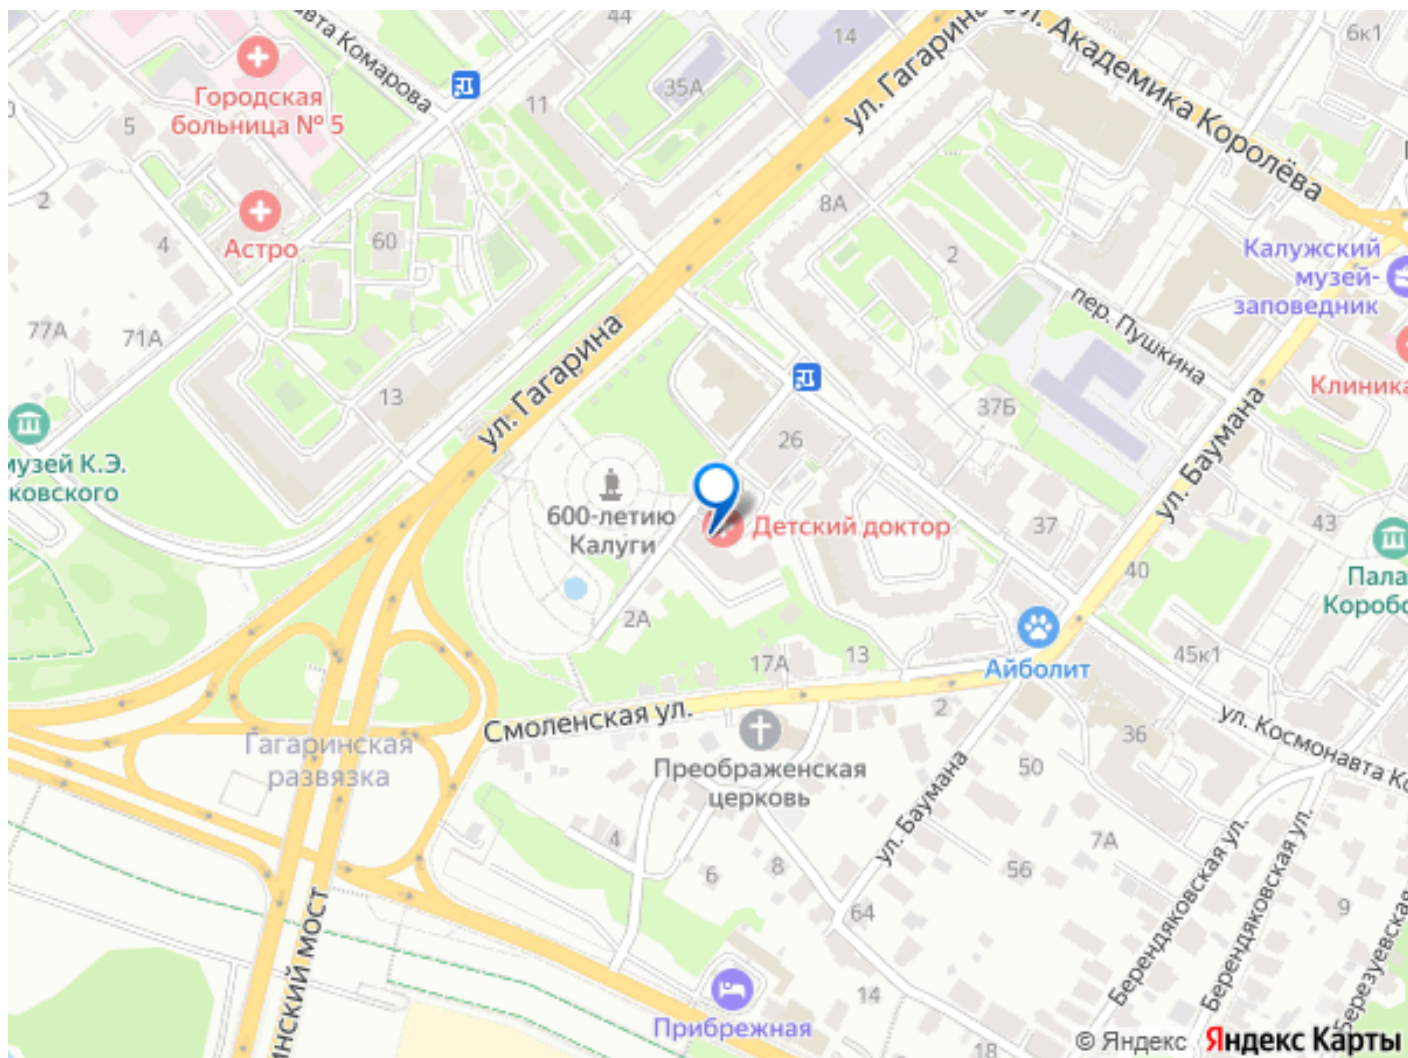 44
14
6к1
ул. Гагарина
ул. Академика Королёва
Городская
больница № 5
35А
11
5
2
8А
4
Астро
60
2
Калужский
музей-
заповедник
пер. Пушкина
77А
71А
ул. Гагарина
13
Клиника
37Б
26
ул. Баумана
600-летию
Калуги
Детский доктор
37
43
40
2А
17А
13
Айболит
45к1
Смоленская ул.
2
36
ул. Космонавта Ко
Гагаринская
развязка
Преображенская
церковь
50
ул. Баумана
4
6
8
7А
56
64
9
Берендяковская ул.
Берендяковская ул.
Березуевская
инский мост
14
Прибрежная
18
© Яндекс Яндекс Карты